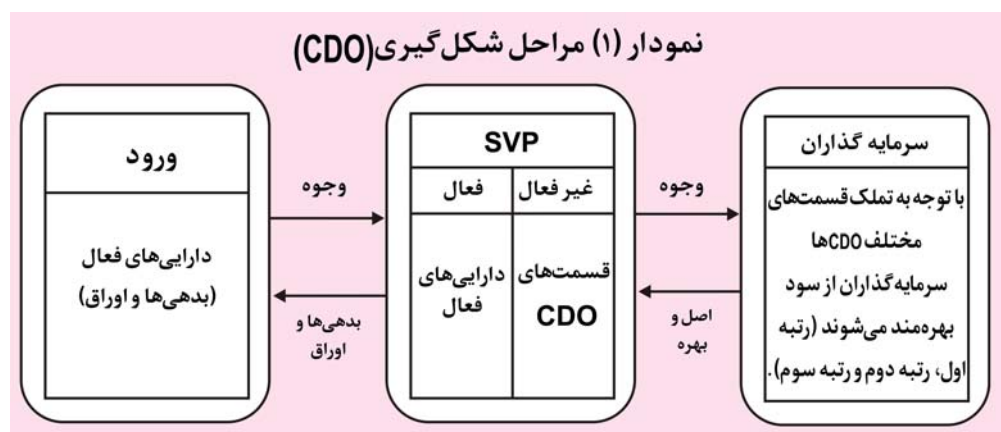 نمودار (۱) مراحل شکل‌گیری(CDO)
سرمایه گذاران
با توجه به تملک قسمت‌های
مختلف CDOها
سرمایه‌گذاران از سود
بهره‌مند می‌شوند (رتبه
اول، رتبه دوم و رتبه سوم).
وجوه
اصل و
بهره
SVP
غیر فعال
فعال
قسمت‌های
CDO
دارایی‌های
فعال
وجوه
بدهی‌ها و
اوراق
ورود
دارایی‌های فعال
(بدهی‌ها و اوراق)